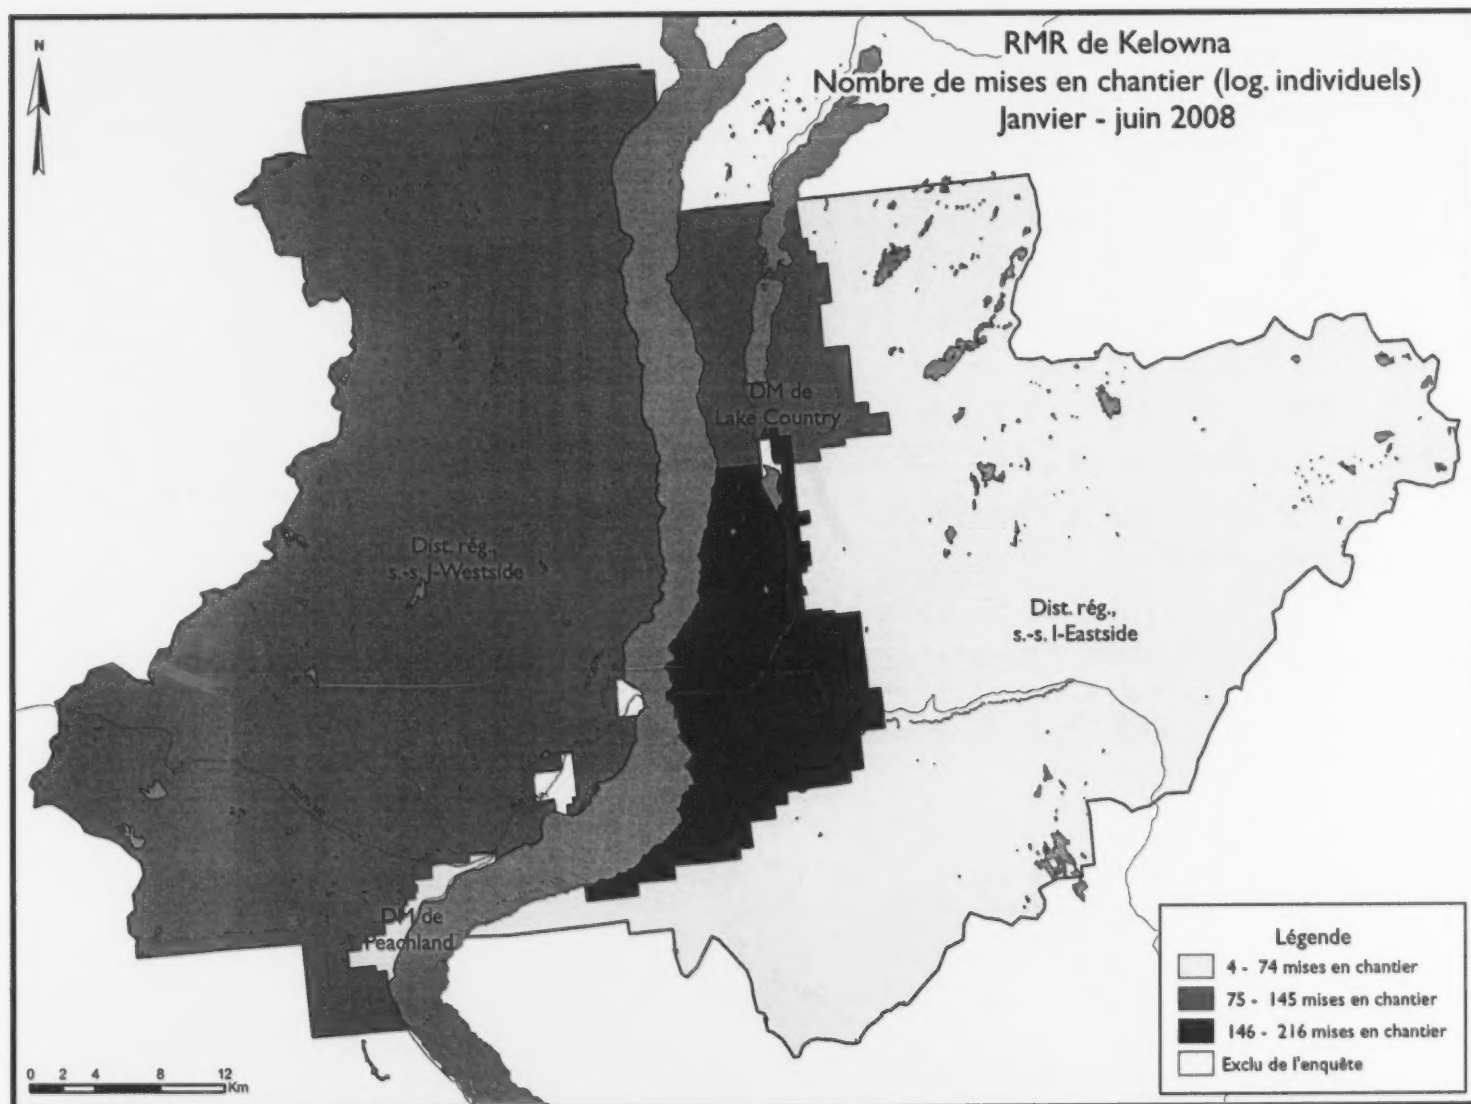 N
RMR de Kelowna
Nombre de mises en chantier (log. individuels)
Janvier - juin 2008
DM de
Lake Country
Dist. rég.,
s.-s. J-Westside
Dist. rég.,
s.-s. I-Eastside
DM de
Peachland
Légende
4 - 74 mises en chantier
75 - 145 mises en chantier
146 - 216 mises en chantier
Exclu de l'enquête
0 2 4 8 12
Km